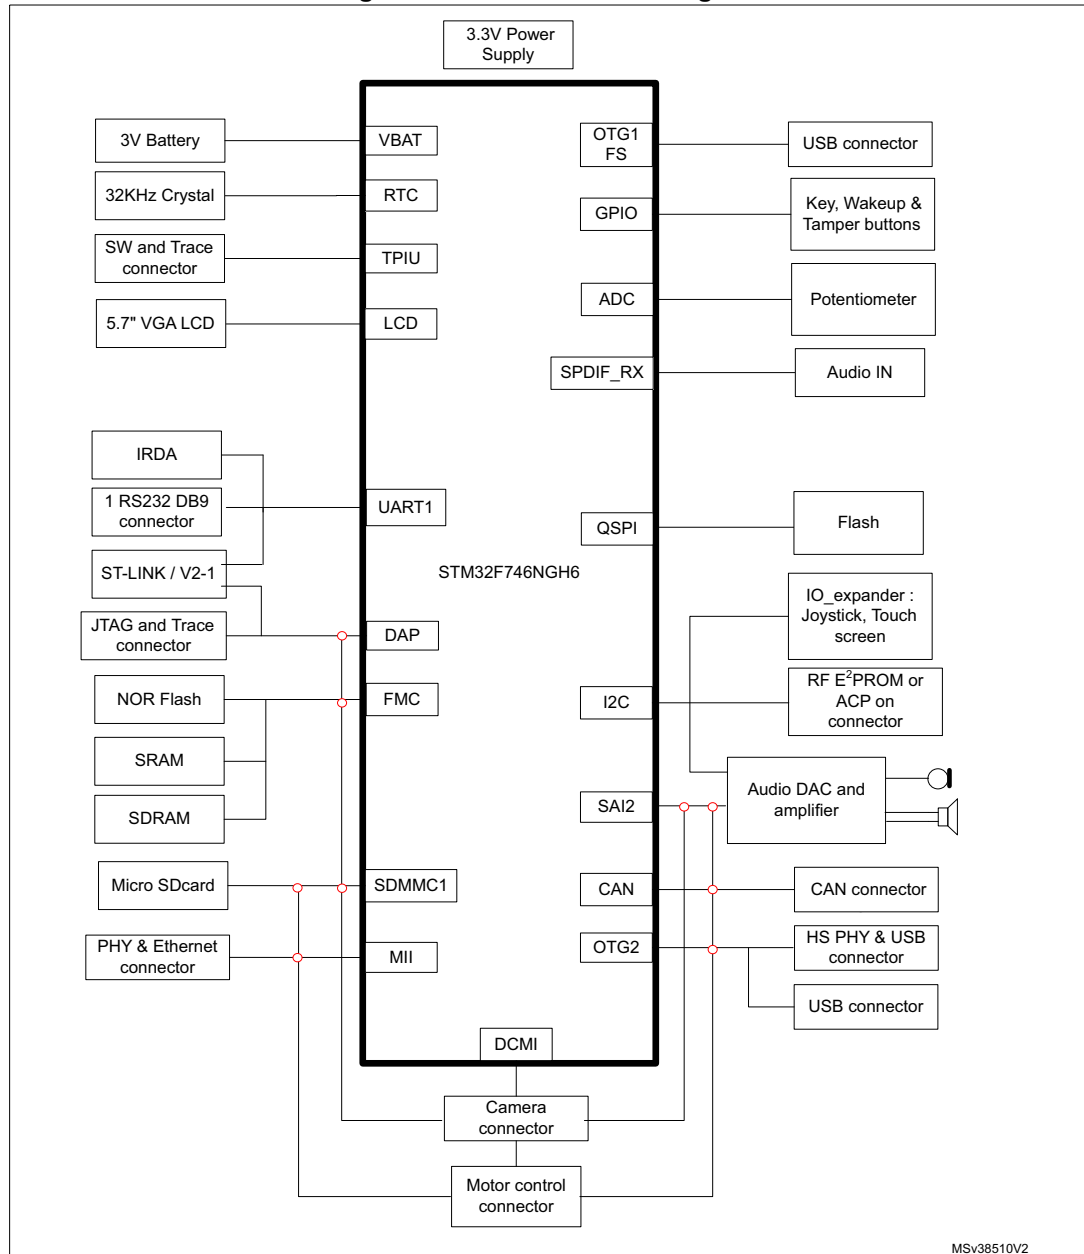 3.3V Power
Supply
3V Battery
VBAT
OTG1
FS
USB connector
32KHz Crystal
RTC
GPIO
Key, Wakeup &
Tamper buttons
SW and Trace
connector
TPIU
ADC
Potentiometer
5.7" VGA LCD
LCD
SPDIF_RX
Audio IN
IRDA
1 RS232 DB9
connector
UART1
QSPI
Flash
ST-LINK / V2-1
STM32F746NGH6
IO_expander :
Joystick, Touch
screen
JTAG and Trace
connector
DAP
NOR Flash
FMC
I2C
RF E²PROM or
ACP on
connector
SRAM
SDRAM
SAI2
Audio DAC and
amplifier
Micro SDcard
SDMMC1
CAN
CAN connector
PHY & Ethernet
connector
MII
OTG2
HS PHY & USB
connector
USB connector
DCMI
Camera
connector
Motor control
connector
MSv38510V2